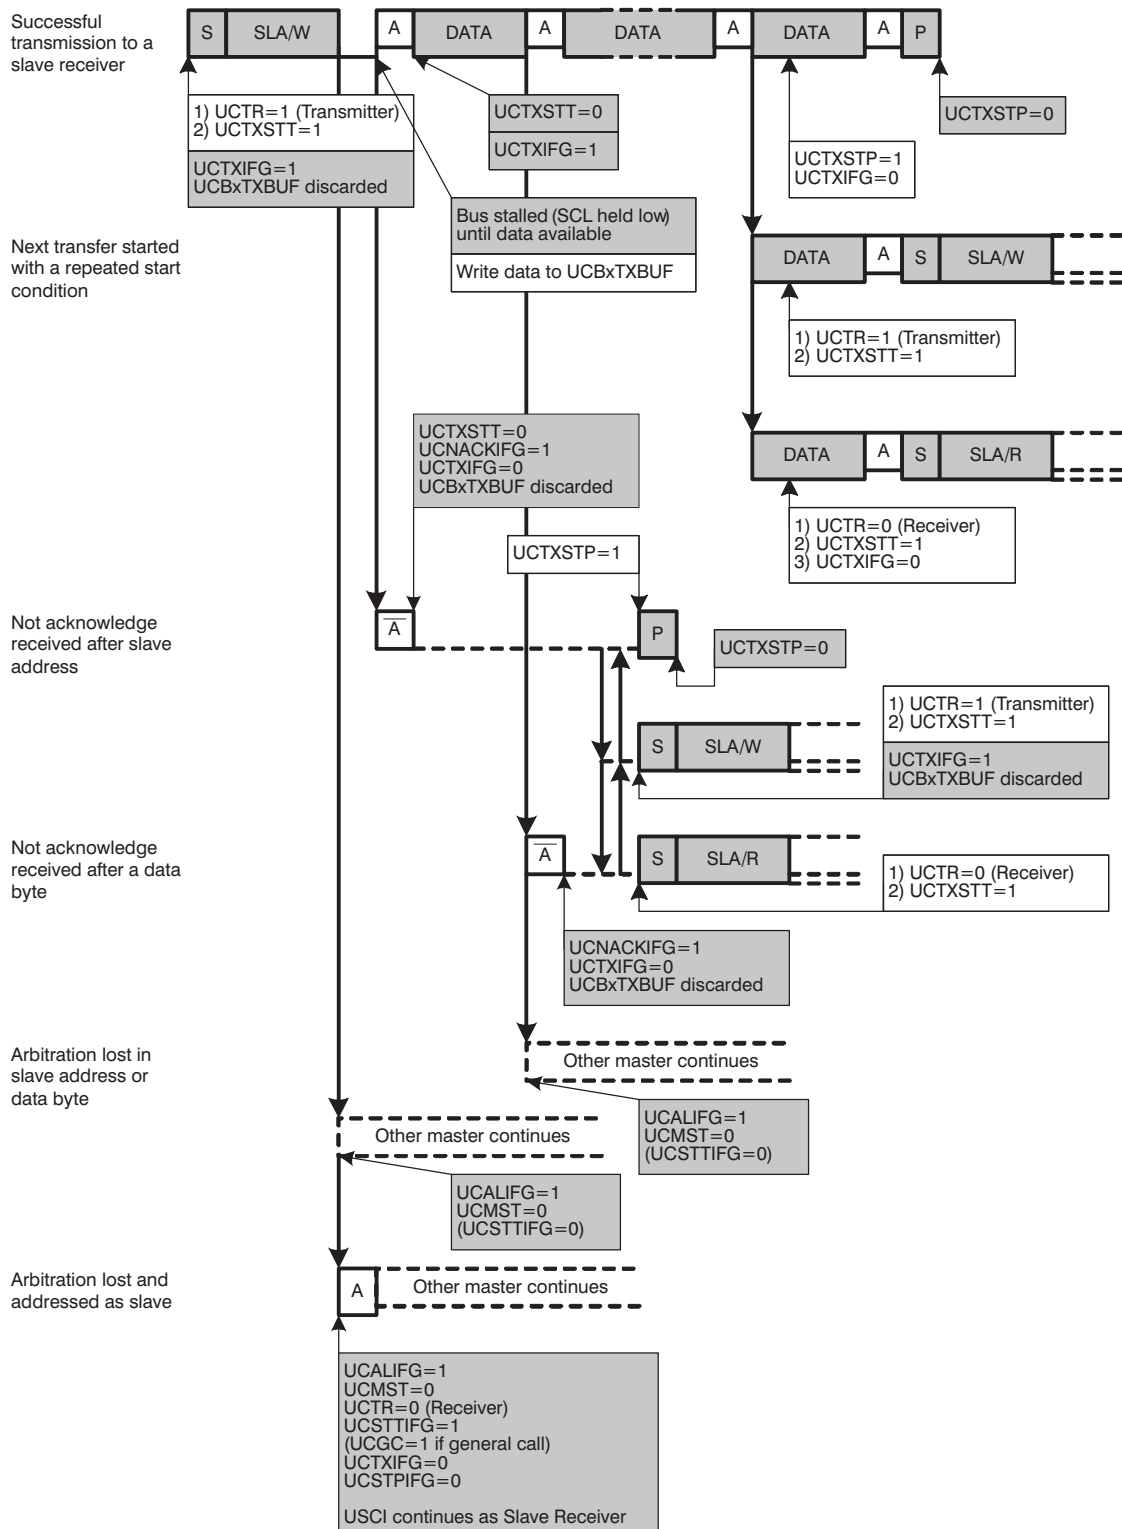 Successful
transmission to a
slave receiver
S
SLA/W
A
DATA
A
DATA
A
DATA
A
P
1) UCTR=1 (Transmitter)
2) UCTXSTT=1
UCTXIFG=1
UCBxTXBUF discarded
UCTXSTT=0
UCTXIFG=1
Bus stalled (SCL held low)
until data available
Write data to UCBxTXBUF
UCTXSTP=1
UCTXIFG=0
UCTXSTP=0
Next transfer started
with a repeated start
condition
DATA
A
S
SLA/W
1) UCTR=1 (Transmitter)
2) UCTXSTT=1
DATA
A
S
SLA/R
1) UCTR=0 (Receiver)
2) UCTXSTT=1
3) UCTXIFG=0
UCTXSTT=0
UCNACKIFG=1
UCTXIFG=0
UCBxTXBUF discarded
UCTXSTP=1
Not acknowledge
received after slave
address
A
P
UCTXSTP=0
S
SLA/W
1) UCTR=1 (Transmitter)
2) UCTXSTT=1
UCTXIFG=1
UCBxTXBUF discarded
Not acknowledge
received after a data
byte
A
S
SLA/R
1) UCTR=0 (Receiver)
2) UCTXSTT=1
UCNACKIFG=1
UCTXIFG=0
UCBxTXBUF discarded
Arbitration lost in
slave address or
data byte
Other master continues
UCALIFG=1
UCMST=0
(UCSTTIFG=0)
Other master continues
UCALIFG=1
UCMST=0
(UCSTTIFG=0)
Arbitration lost and
addressed as slave
A
Other master continues
UCALIFG=1
UCMST=0
UCTR=0 (Receiver)
UCSTTIFG=1
(UCGC=1 if general call)
UCTXIFG=0
UCSTPIFG=0
USCI continues as Slave Receiver